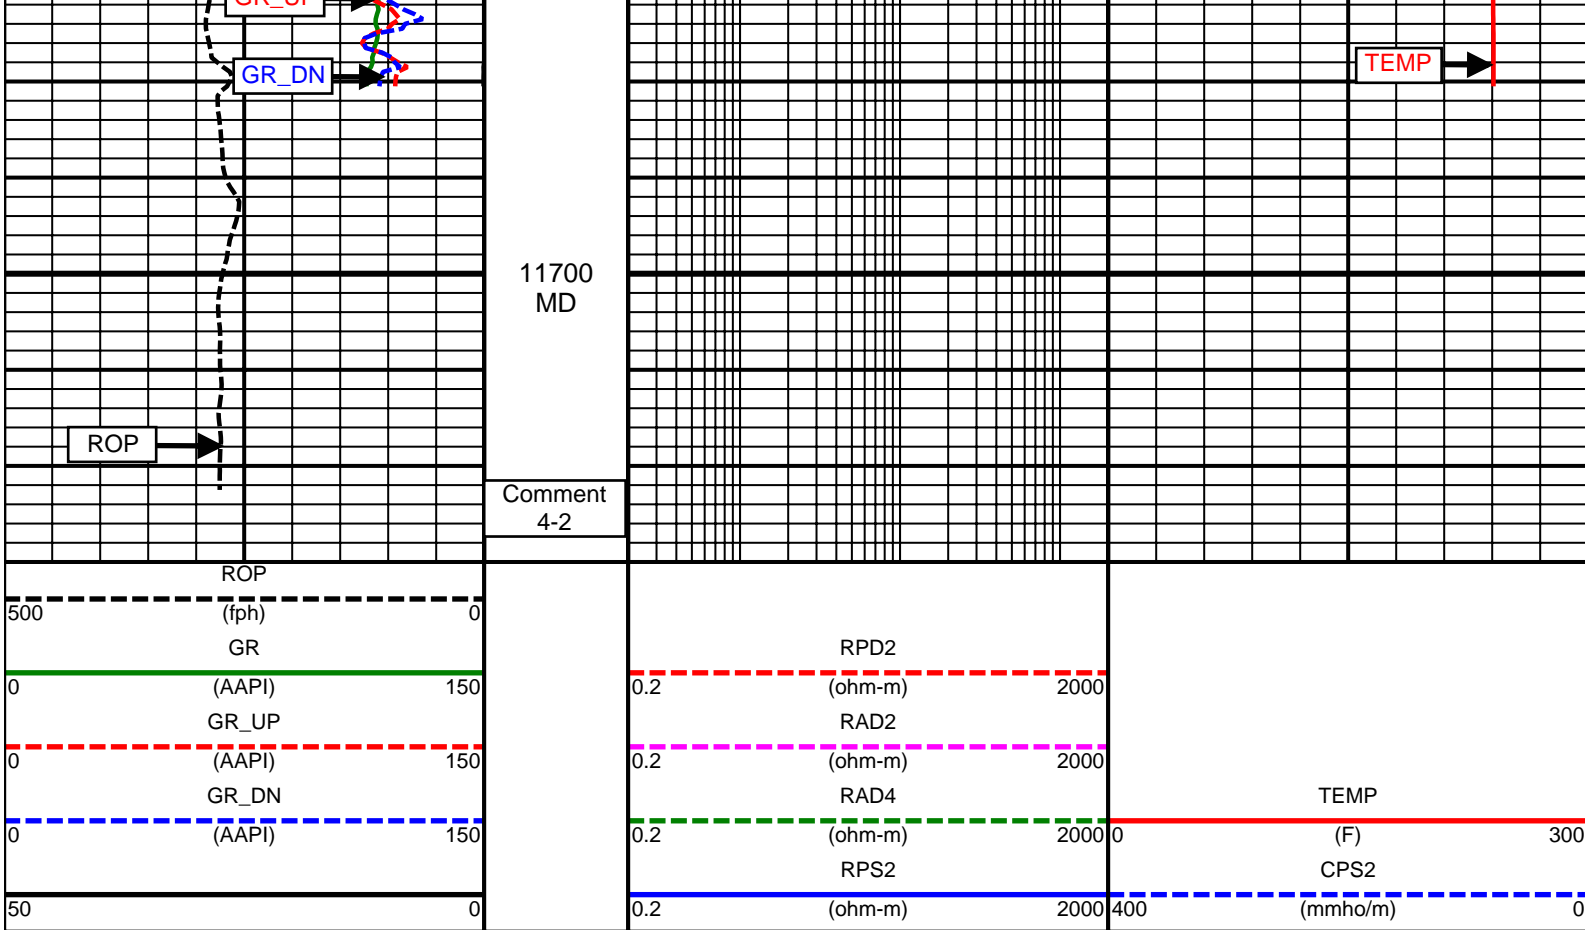 GR_UP
GR_DN
TEMP
11700
MD
ROP
Comment
4-2
ROP
500 (fph) 0
GR
0 (AAPI) 150
GR_UP
0 (AAPI) 150
GR_DN
0 (AAPI) 150
50 0
RPD2
0.2 (ohm-m) 2000
RAD2
0.2 (ohm-m) 2000
RAD4
0.2 (ohm-m) 2000
RPS2
0.2 (ohm-m) 2000
TEMP
0 (F) 300
CPS2
400 (mmho/m) 0